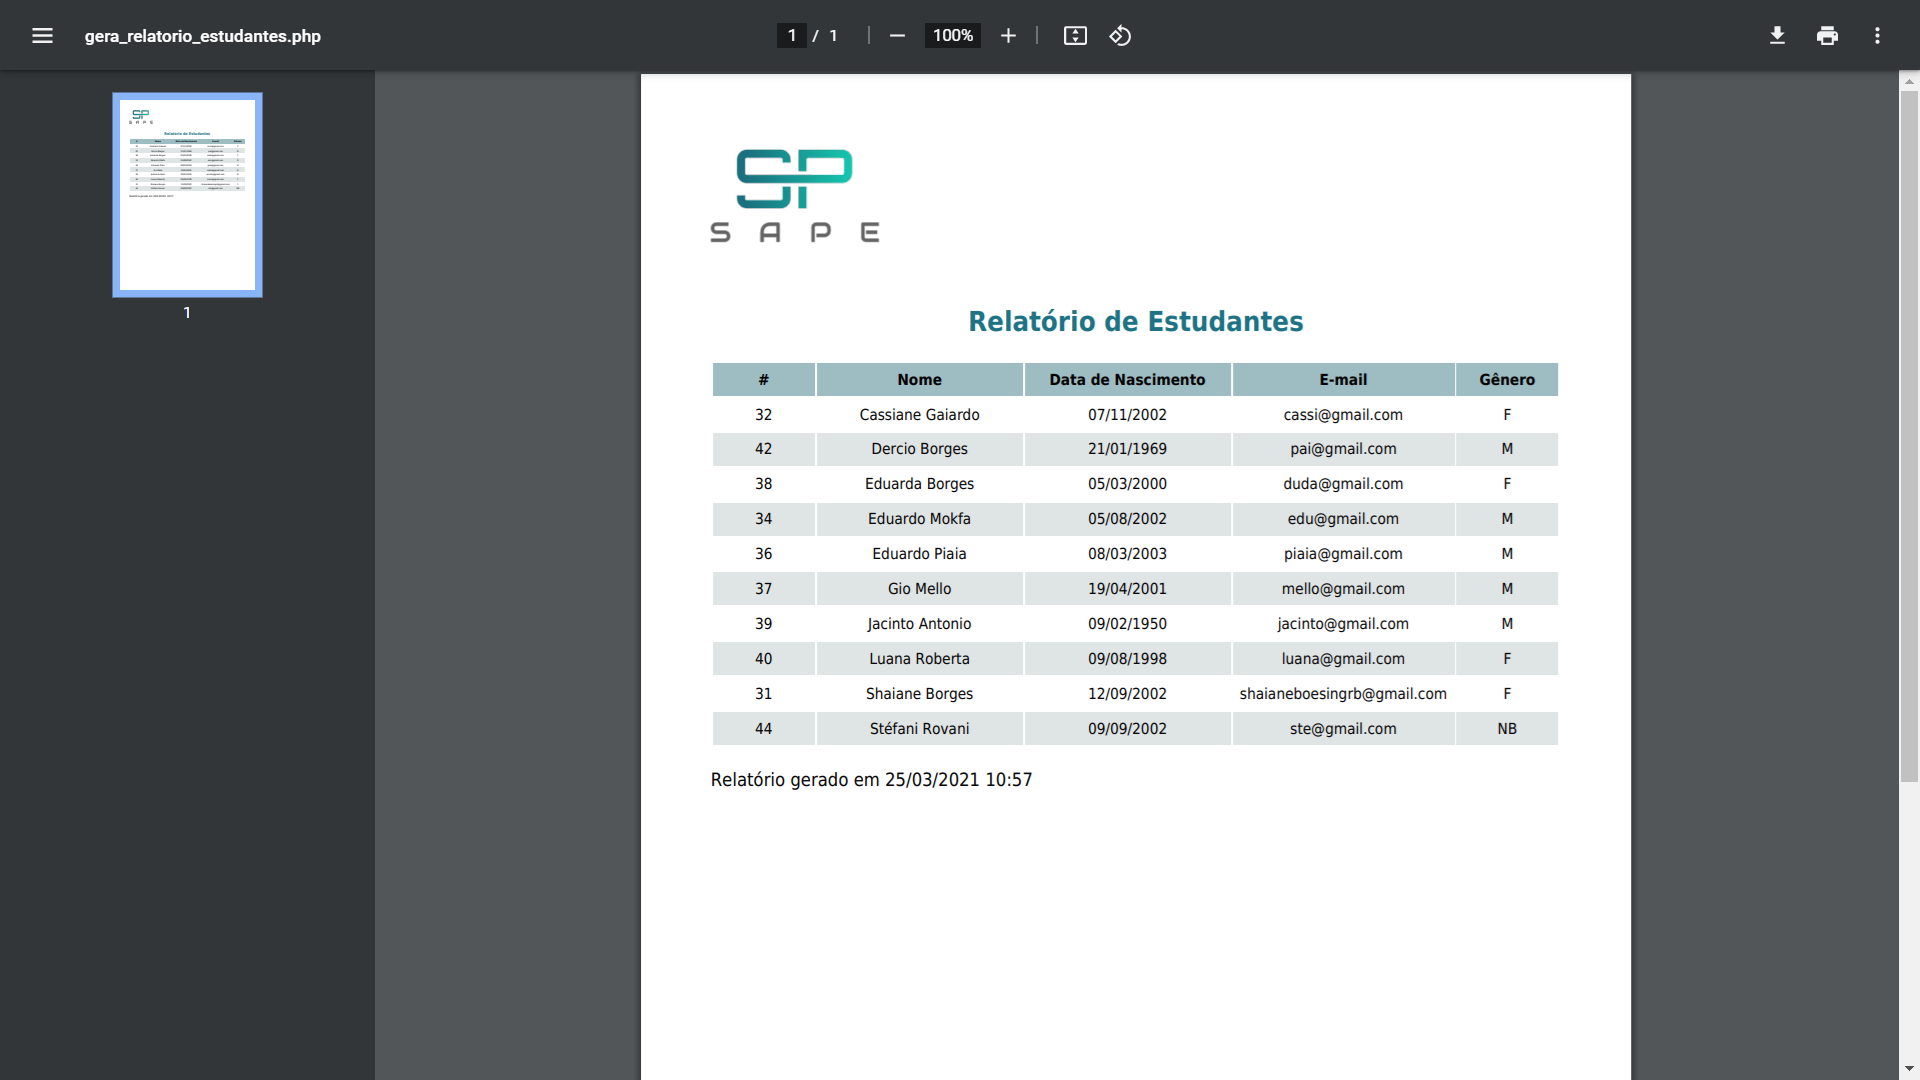 gera_relatorio_estudantes.php
1 / 1
100%
1
SP
SAPE
Relatório de Estudantes
# Nome Data de Nascimento E-mail Gênero
32 Cassiane Gaiardo 07/11/2002 cassi@gmail.com F
42 Dercio Borges 21/01/1969 pai@gmail.com M
38 Eduarda Borges 05/03/2000 duda@gmail.com F
34 Eduardo Mokfa 05/08/2002 edu@gmail.com M
36 Eduardo Piaia 08/03/2003 piaia@gmail.com M
37 Gio Mello 19/04/2001 mello@gmail.com M
39 Jacinto Antonio 09/02/1950 jacinto@gmail.com M
40 Luana Roberta 09/08/1998 luana@gmail.com F
31 Shaiane Borges 12/09/2002 shaianeboesingrb@gmail.com F
44 Stéfani Rovani 09/09/2002 ste@gmail.com NB
Relatório gerado em 25/03/2021 10:57